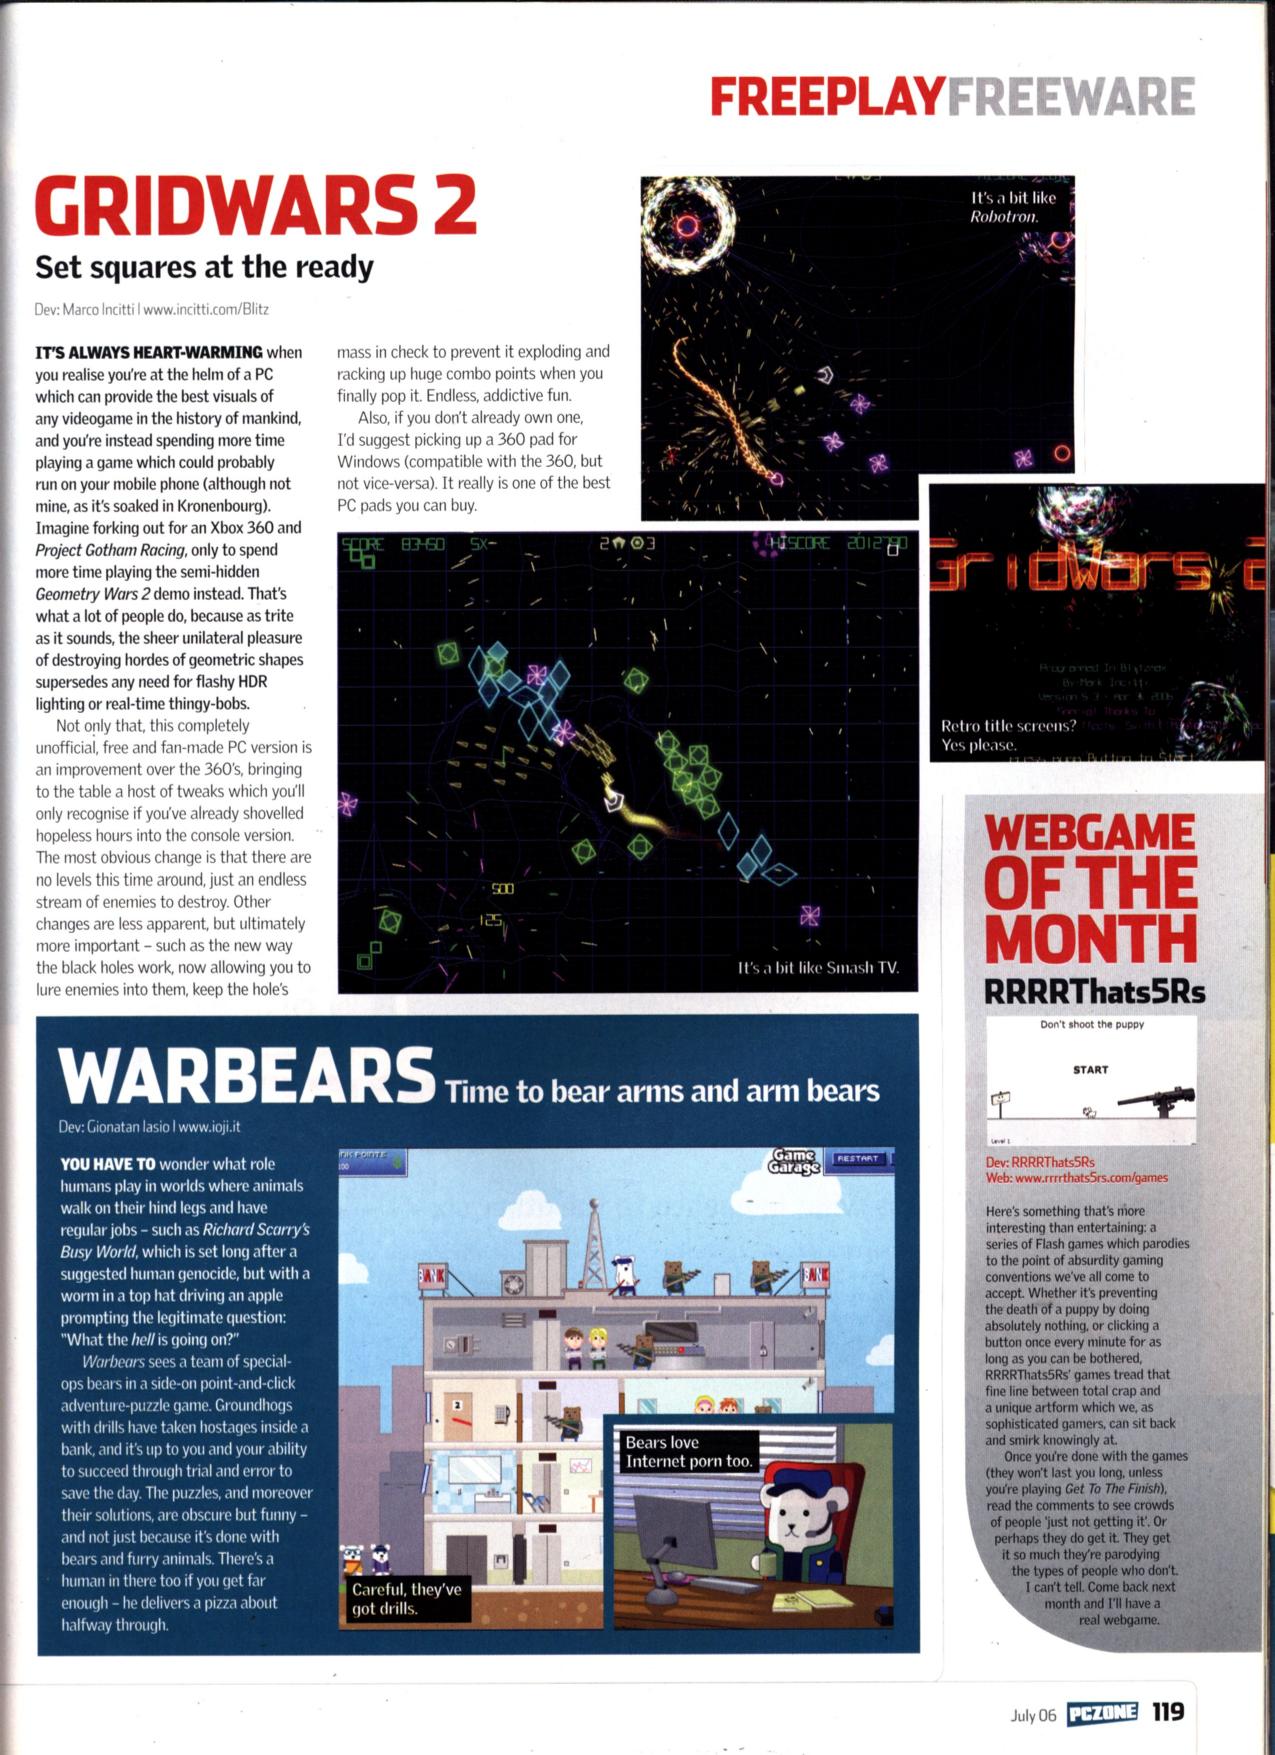 FREEPLAYFREEWARE
GRIDWARS 2
Set squares at the ready
Dev: Marco Incitti | www.incitti.com/Blitz
IT'S ALWAYS HEART-WARMING when
you realise you're at the helm of a PC
which can provide the best visuals of
any videogame in the history of mankind,
and you're instead spending more time
playing a game which could probably
run on your mobile phone (although not
mine, as it's soaked in Kronenbourg).
Imagine forking out for an Xbox 360 and
Project Gotham Racing, only to spend
more time playing the semi-hidden
Geometry Wars 2 demo instead. That's
what a lot of people do, because as trite
as it sounds, the sheer unilateral pleasure
of destroying hordes of geometric shapes
supersedes any need for flashy HDR
lighting or real-time thingy-bobs.
Not only that, this completely
unofficial, free and fan-made PC version is
an improvement over the 360's, bringing
to the table a host of tweaks which you'll
only recognise if you've already shovelled
hopeless hours into the console version.
The most obvious change is that there are
no levels this time around, just an endless
stream of enemies to destroy. Other
changes are less apparent, but ultimately
more important – such as the new way
the black holes work, now allowing you to
lure enemies into them, keep the hole's
mass in check to prevent it exploding and
racking up huge combo points when you
finally pop it. Endless, addictive fun.
Also, if you don't already own one,
I'd suggest picking up a 360 pad for
Windows (compatible with the 360, but
not vice-versa). It really is one of the best
PC pads you can buy.
It's a bit like
Robotron.
SCORE 83450 5X
2 3
HISCORE 2012790
500
125
It's a bit like Smash TV.
GridWars 2
Programmed In Blitzmax
By Mark Incitti
Special Thanks To
Retro title screens?
Yes please.
Button to Start
WARBEARS Time to bear arms and arm bears
Dev: Gionatan Iasio | www.ioji.it
YOU HAVE TO wonder what role
humans play in worlds where animals
walk on their hind legs and have
regular jobs – such as Richard Scarry's
Busy World, which is set long after a
suggested human genocide, but with a
worm in a top hat driving an apple
prompting the legitimate question:
"What the hell is going on?"
Warbears sees a team of special-
ops bears in a side-on point-and-click
adventure-puzzle game. Groundhogs
with drills have taken hostages inside a
bank, and it's up to you and your ability
to succeed through trial and error to
save the day. The puzzles, and moreover
their solutions, are obscure but funny –
and not just because it's done with
bears and furry animals. There's a
human in there too if you get far
enough – he delivers a pizza about
halfway through.
POINTS
Game
Garage
RESTART
BANK
BANK
2
Careful, they've
got drills.
Bears love
Internet porn too.
WEBGAME
OF THE
MONTH
RRRRThats5Rs
Don't shoot the puppy
START
Level 1
Dev: RRRRThats5Rs
Web: www.rrrrthats5rs.com/games
Here's something that's more
interesting than entertaining: a
series of Flash games which parodies
to the point of absurdity gaming
conventions we've all come to
accept. Whether it's preventing
the death of a puppy by doing
absolutely nothing, or clicking a
button once every minute for as
long as you can be bothered,
RRRRThats5Rs' games tread that
fine line between total crap and
a unique artform which we, as
sophisticated gamers, can sit back
and smirk knowingly at.
Once you're done with the games
(they won't last you long, unless
you're playing Get To The Finish),
read the comments to see crowds
of people 'just not getting it'. Or
perhaps they do get it. They get
it so much they're parodying
the types of people who don't.
I can't tell. Come back next
month and I'll have a
real webgame.
July 06 PCZONE 119